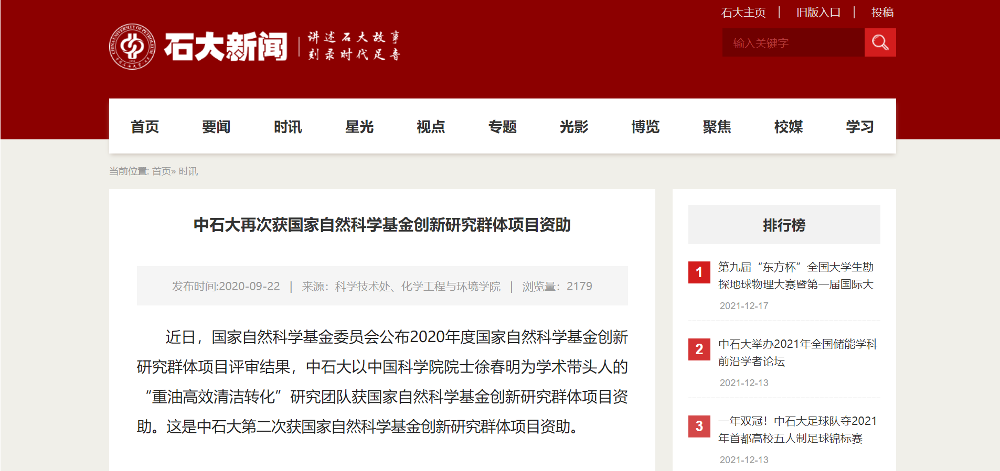 石大主页 | 旧版入口 | 投稿
CHINA UNIVERSITY OF PETROLEUM
1953
石大新闻
讲述石大故事
刻录时代足音
输入关键字
首页 要闻 时讯 星光 视点 专题 光影 博览 聚焦 校媒 学习
当前位置: 首页» 时讯
中石大再次获国家自然科学基金创新研究群体项目资助
发布时间:2020-09-22 | 来源：科学技术处、化学工程与环境学院 | 浏览量：2179
近日，国家自然科学基金委员会公布2020年度国家自然科学基金创新
研究群体项目评审结果，中石大以中国科学院院士徐春明为学术带头人的
“重油高效清洁转化”研究团队获国家自然科学基金创新研究群体项目资
助。这是中石大第二次获国家自然科学基金创新研究群体项目资助。
排行榜
1
第九届“东方杯”全国大学生勘
探地球物理大赛暨第一届国际大
2021-12-17
2
中石大举办2021年全国储能学科
前沿学者论坛
2021-12-13
3
一年双冠！中石大足球队夺2021
年首都高校五人制足球锦标赛
2021-12-13